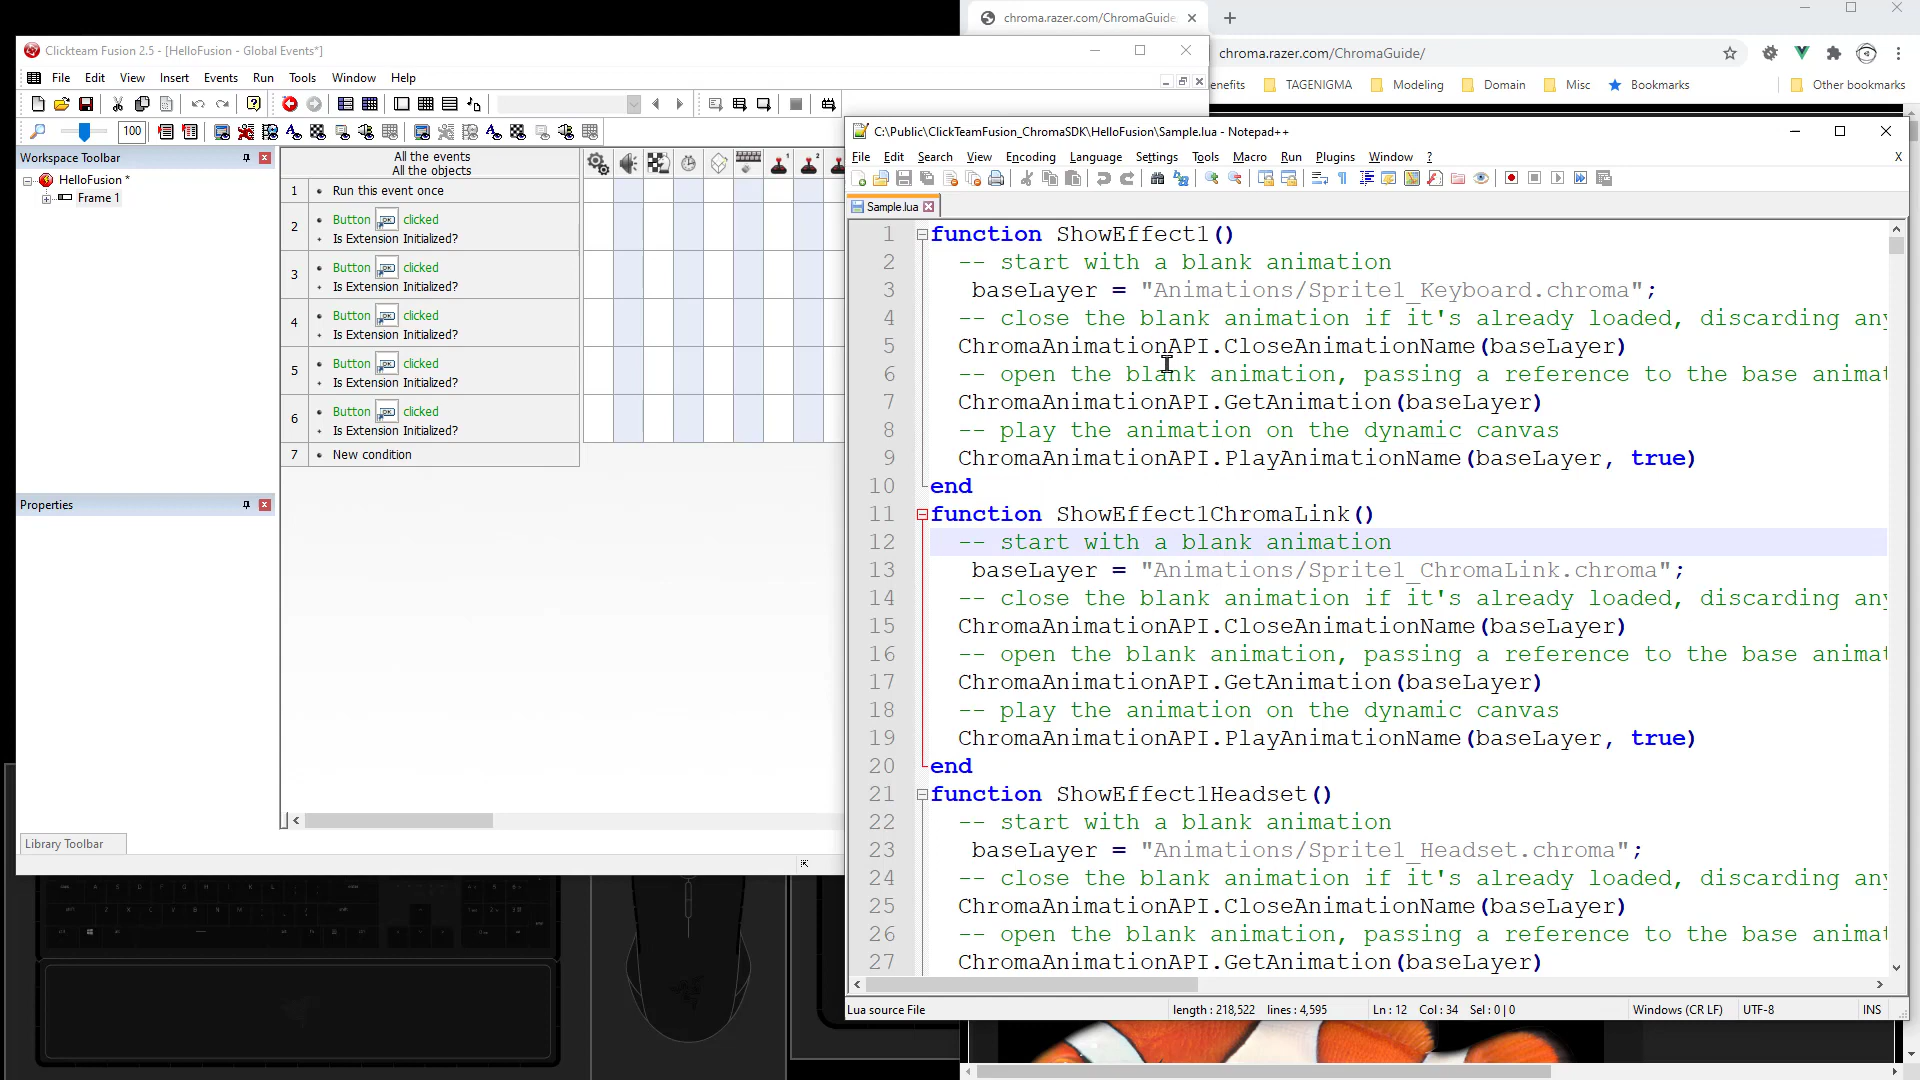 chroma.razer.com/ChromaGuide
chroma.razer.com/ChromaGuide/
TAGENIGMA
Modeling
Domain
Misc
Bookmarks
Other bookmarks
Clickteam Fusion 2.5 - [HelloFusion - Global Events*]
File Edit View Insert Events Run Tools Window Help
100
Workspace Toolbar
HelloFusion *
Frame 1
Properties
Library Toolbar
All the events
All the objects
1 Run this event once
2 Button OK clicked
Is Extension Initialized?
3 Button OK clicked
Is Extension Initialized?
4 Button OK clicked
Is Extension Initialized?
5 Button OK clicked
Is Extension Initialized?
6 Button OK clicked
Is Extension Initialized?
7 New condition
C:\Public\ClickTeamFusion_ChromaSDK\HelloFusion\Sample.lua - Notepad++
File Edit Search View Encoding Language Settings Tools Macro Run Plugins Window ? X
Sample.lua
1 function ShowEffect1()
2 -- start with a blank animation
3 baseLayer = "Animations/Sprite1_Keyboard.chroma";
4 -- close the blank animation if it's already loaded, discarding any
5 ChromaAnimationAPI.CloseAnimationName(baseLayer)
6 -- open the blank animation, passing a reference to the base animat
7 ChromaAnimationAPI.GetAnimation(baseLayer)
8 -- play the animation on the dynamic canvas
9 ChromaAnimationAPI.PlayAnimationName(baseLayer, true)
10 end
11 function ShowEffect1ChromaLink()
12 -- start with a blank animation
13 baseLayer = "Animations/Sprite1_ChromaLink.chroma";
14 -- close the blank animation if it's already loaded, discarding any
15 ChromaAnimationAPI.CloseAnimationName(baseLayer)
16 -- open the blank animation, passing a reference to the base animat
17 ChromaAnimationAPI.GetAnimation(baseLayer)
18 -- play the animation on the dynamic canvas
19 ChromaAnimationAPI.PlayAnimationName(baseLayer, true)
20 end
21 function ShowEffect1Headset()
22 -- start with a blank animation
23 baseLayer = "Animations/Sprite1_Headset.chroma";
24 -- close the blank animation if it's already loaded, discarding any
25 ChromaAnimationAPI.CloseAnimationName(baseLayer)
26 -- open the blank animation, passing a reference to the base animat
27 ChromaAnimationAPI.GetAnimation(baseLayer)
Lua source File length : 218,522 lines : 4,595 Ln : 12 Col : 34 Sel : 0 | 0 Windows (CR LF) UTF-8 INS